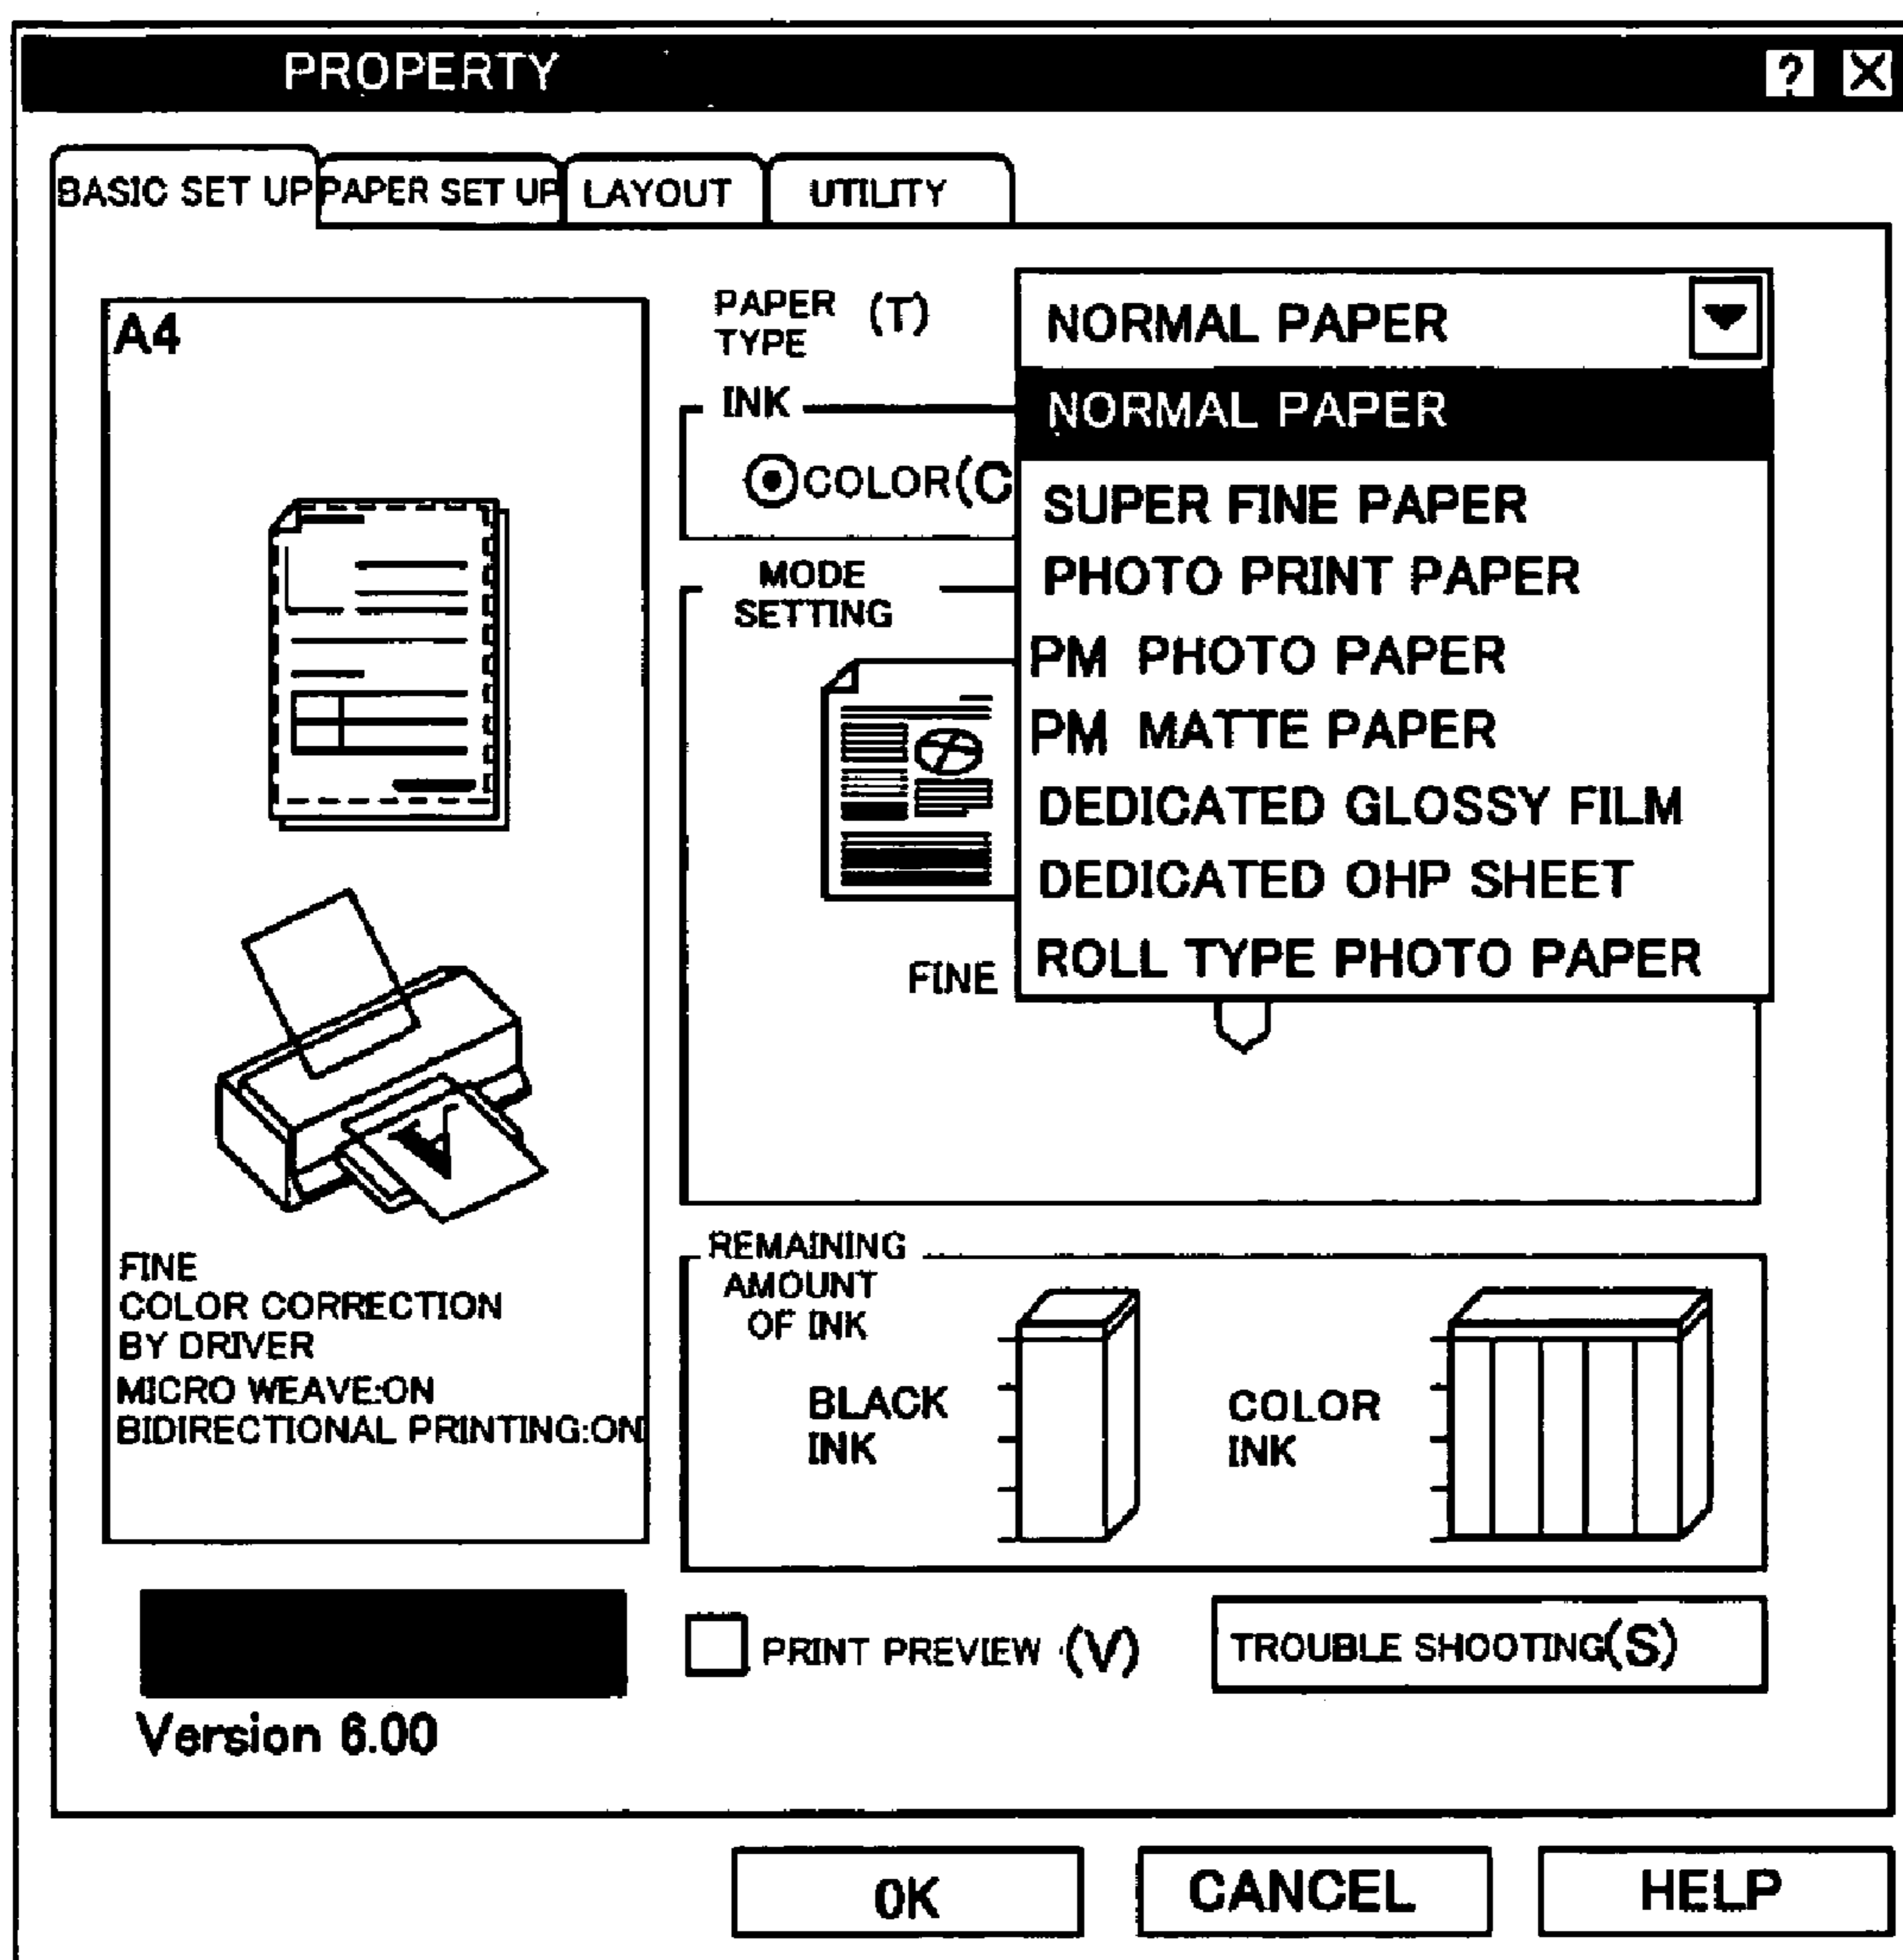 PROPERTY
?
BASIC SET UP
PAPER SET UP
LAYOUT
UTILITY
A4
PAPER TYPE (T)
NORMAL PAPER
NORMAL PAPER
SUPER FINE PAPER
PHOTO PRINT PAPER
PM PHOTO PAPER
PM MATTE PAPER
DEDICATED GLOSSY FILM
DEDICATED OHP SHEET
ROLL TYPE PHOTO PAPER
INK
COLOR(C
MODE
SETTING
FINE
A
FINE
COLOR CORRECTION
BY DRIVER
MICRO WEAVE:ON
BIDIRECTIONAL PRINTING:ON
REMAINING
AMOUNT
OF INK
BLACK
INK
COLOR
INK
PRINT PREVIEW (V)
TROUBLE SHOOTING(S)
Version 6.00
OK
CANCEL
HELP